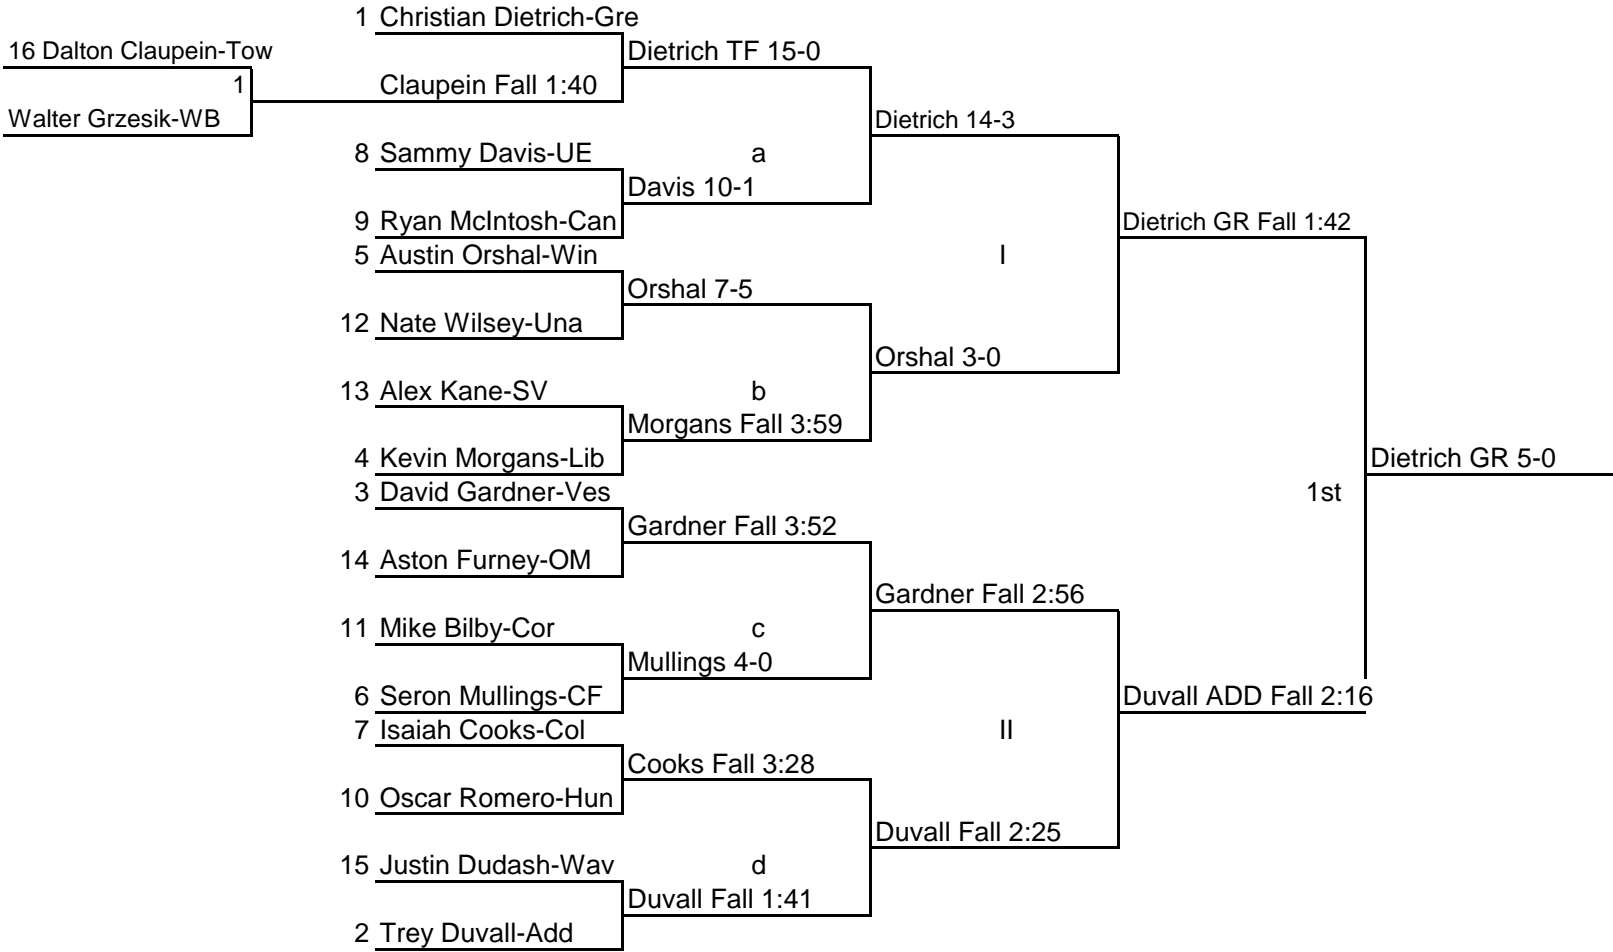 1 Christian Dietrich-Gre
16 Dalton Claupein-Tow
Dietrich TF 15-0
1
Claupein Fall 1:40
Walter Grzesik-WB
Dietrich 14-3
8 Sammy Davis-UE
a
Davis 10-1
9 Ryan McIntosh-Can
Dietrich GR Fall 1:42
5 Austin Orshal-Win
I
Orshal 7-5
12 Nate Wilsey-Una
Orshal 3-0
13 Alex Kane-SV
b
Morgans Fall 3:59
4 Kevin Morgans-Lib
Dietrich GR 5-0
3 David Gardner-Ves
1st
Gardner Fall 3:52
14 Aston Furney-OM
Gardner Fall 2:56
11 Mike Bilby-Cor
c
Mullings 4-0
6 Seron Mullings-CF
Duvall ADD Fall 2:16
7 Isaiah Cooks-Col
II
Cooks Fall 3:28
10 Oscar Romero-Hun
Duvall Fall 2:25
15 Justin Dudash-Wav
d
Duvall Fall 1:41
2 Trey Duvall-Add